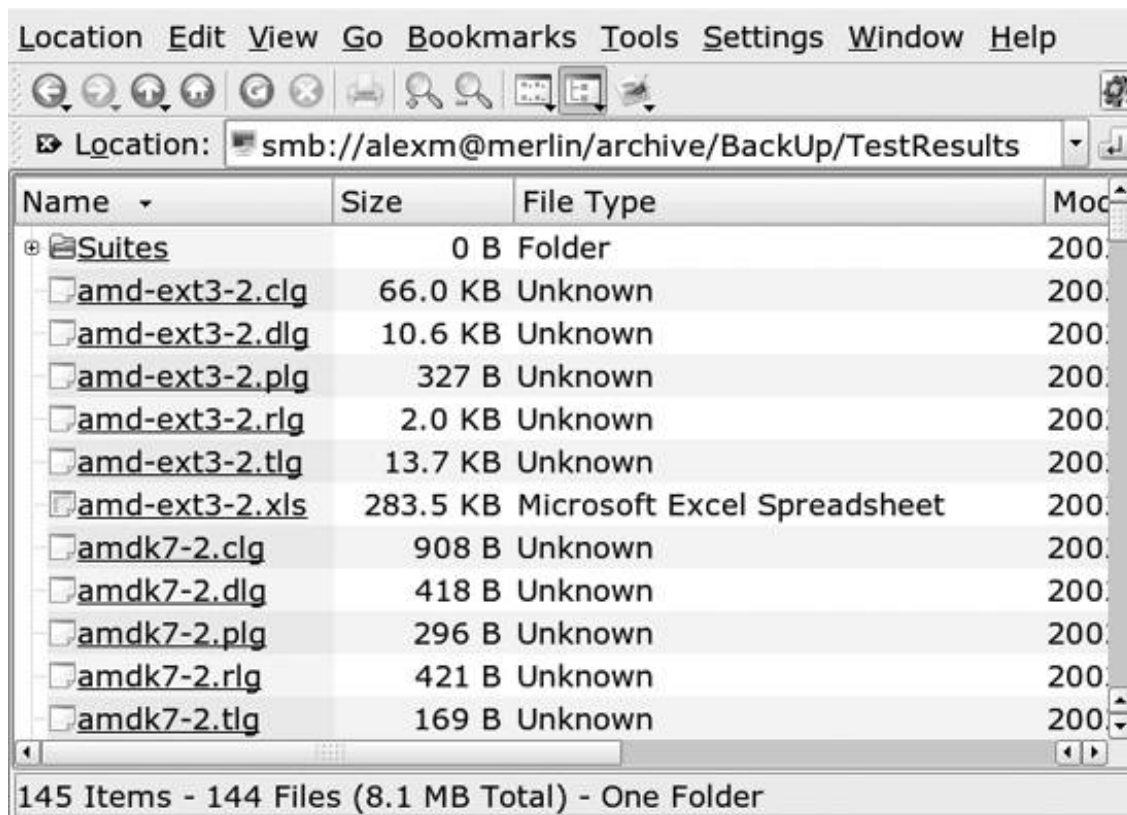 Location Edit View Go Bookmarks Tools Settings Window Help
Location: smb://alexm@merlin/archive/BackUp/TestResults
Name Size File Type
Suites 0 B Folder
amd-ext3-2.clg 66.0 KB Unknown
amd-ext3-2.dlg 10.6 KB Unknown
amd-ext3-2.plg 327 B Unknown
amd-ext3-2.rlg 2.0 KB Unknown
amd-ext3-2.tlg 13.7 KB Unknown
amd-ext3-2.xls 283.5 KB Microsoft Excel Spreadsheet
amdk7-2.clg 908 B Unknown
amdk7-2.dlg 418 B Unknown
amdk7-2.plg 296 B Unknown
amdk7-2.rlg 421 B Unknown
amdk7-2.tlg 169 B Unknown
145 Items - 144 Files (8.1 MB Total) - One Folder